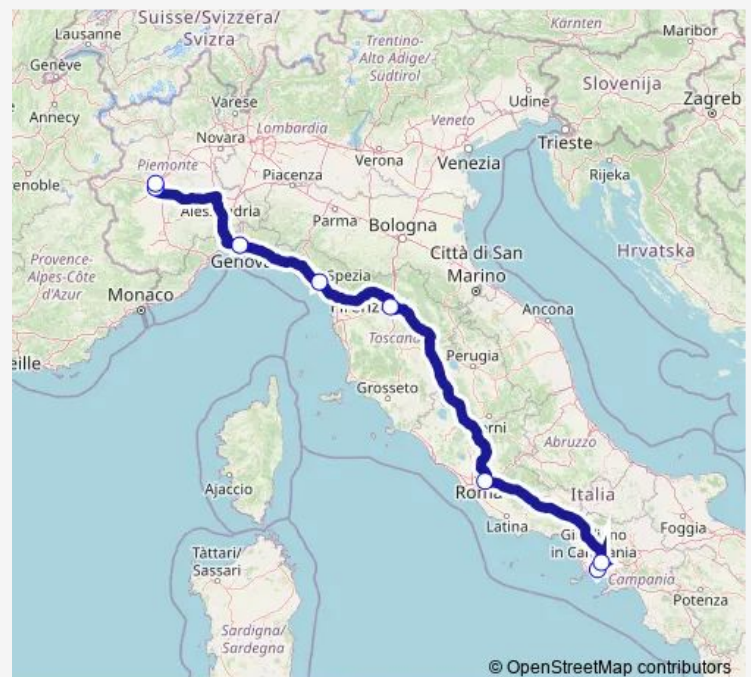 Suisse/Svizzera/
Svizra
Lausanne
Genève
Annecy
Trentino-
Alto Adige/
Südtirol
Kärnten
Maribor
Slovenija
Zagreb
Udine
Trieste
Varese
Novara
Lombardia
Veneto
Verona
Venezia
Rijeka
Piemonte
Piacenza
Parma
Bologna
Hrvatska
Provence-
Alpes-Côte
d'Azur
Monaco
Genova
Spezia
Città di San
Marino
Ancona
Toscana
Perugia
Grosseto
Abruzzo
Ajaccio
Roma
Latina
Italia
in Campania
Foggia
Campania
Potenza
Tàttari/
Sassari
Sardigna/
Sardegna
© OpenStreetMap contributors